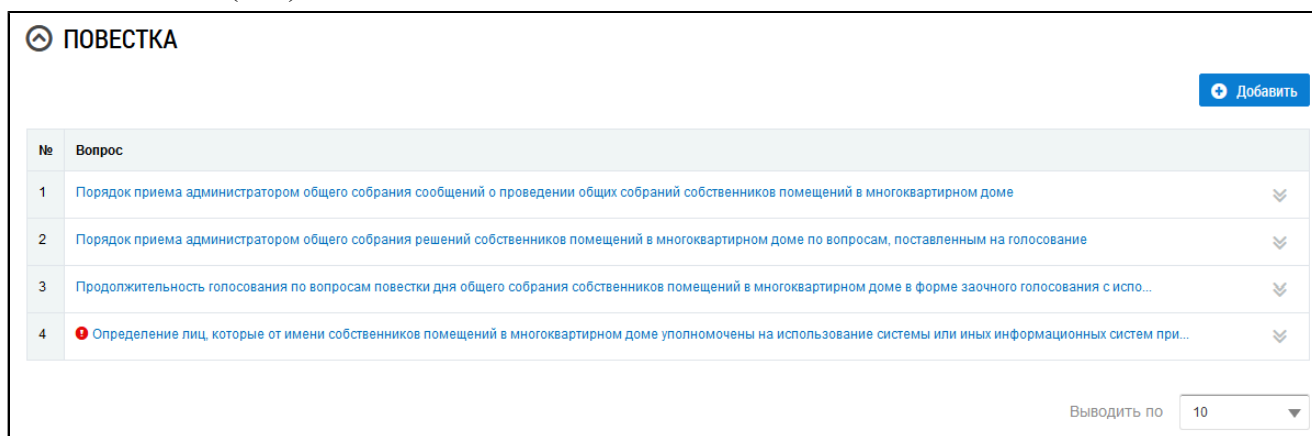 ПОВЕСТКА
Добавить
№ Вопрос
1 Порядок приема администратором общего собрания сообщений о проведении общих собраний собственников помещений в многоквартирном доме
2 Порядок приема администратором общего собрания решений собственников помещений в многоквартирном доме по вопросам, поставленным на голосование
3 Продолжительность голосования по вопросам повестки дня общего собрания собственников помещений в многоквартирном доме в форме заочного голосования с испо...
4 Определение лиц, которые от имени собственников помещений в многоквартирном доме уполномочены на использование системы или иных информационных систем при...
Выводить по 10